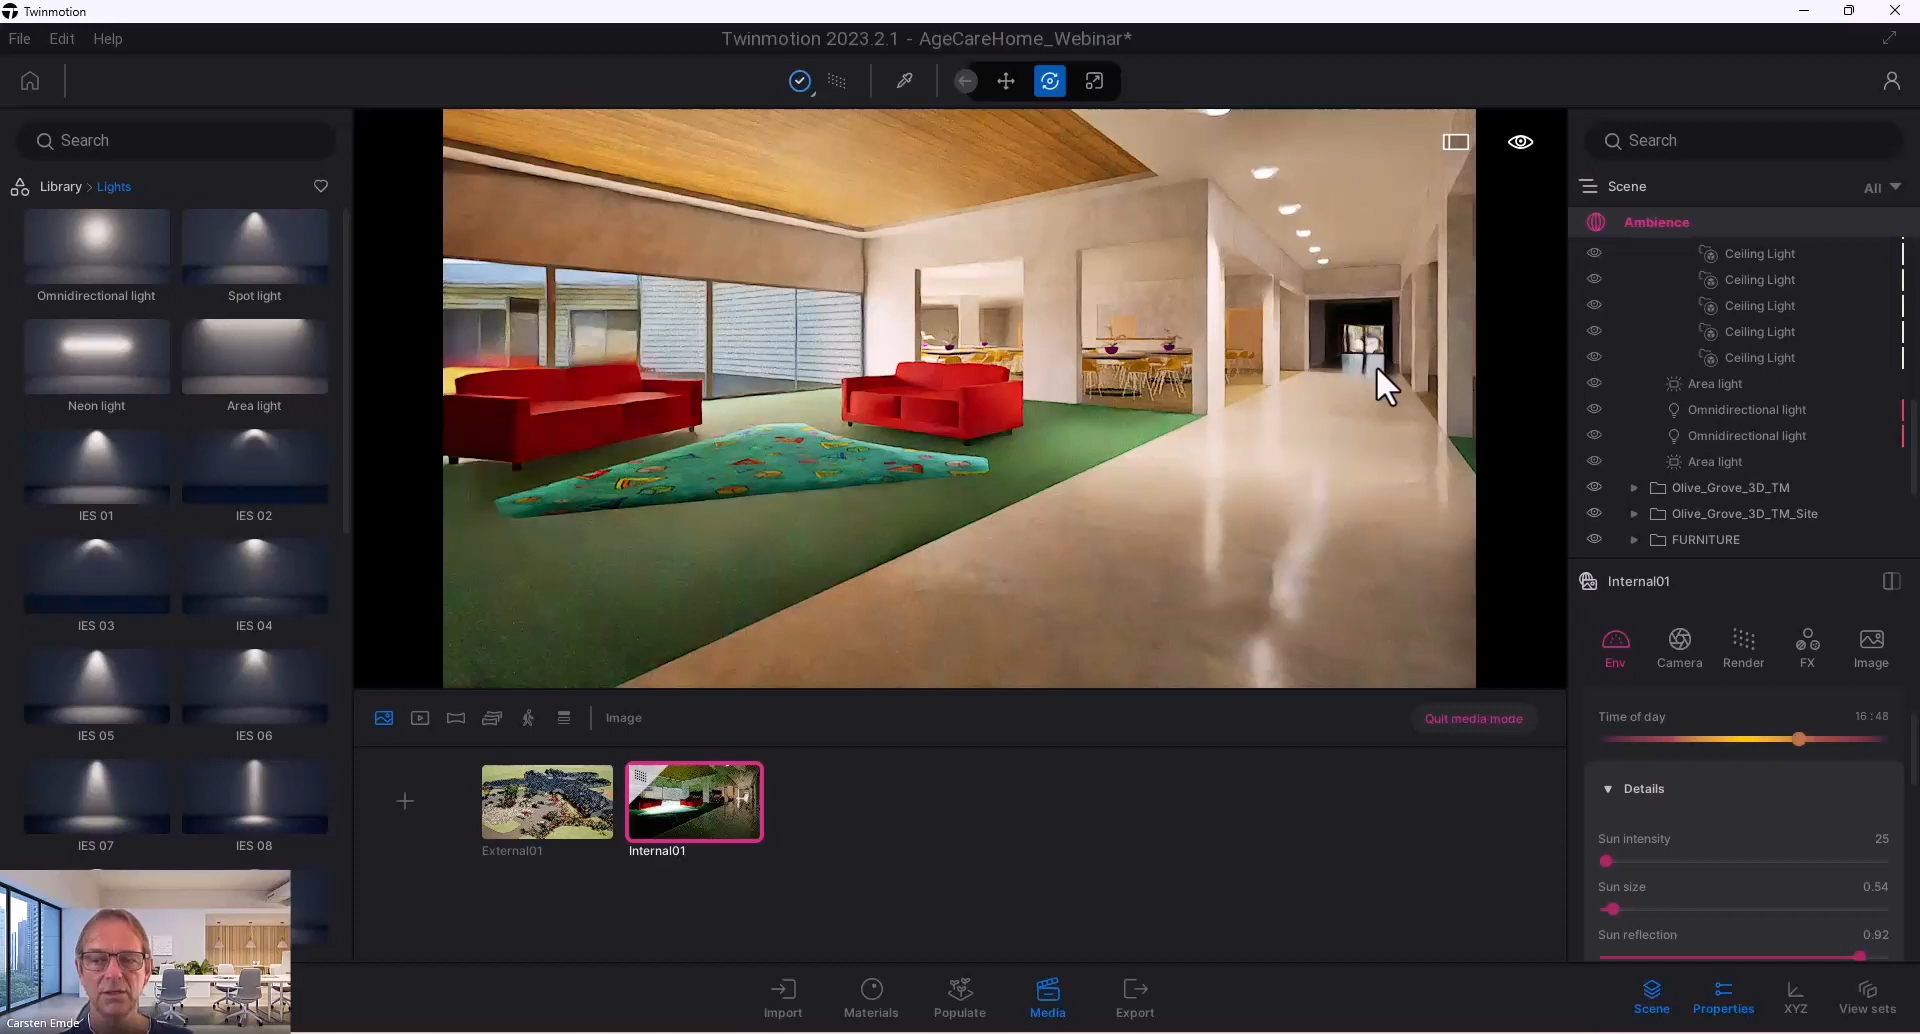 Twinmotion
File Edit Help
Twinmotion 2023.2.1 - AgeCareHome_Webinar*
Search
Library > Lights
Omnidirectional light
Spot light
Neon light
Area light
IES 01
IES 02
IES 03
IES 04
IES 05
IES 06
IES 07
IES 08
Carsten Emde
Image
Quit media mode
External01
Internal01
Import
Materials
Populate
Media
Export
Search
Scene
All
Ambience
Ceiling Light
Ceiling Light
Ceiling Light
Ceiling Light
Ceiling Light
Area light
Omnidirectional light
Omnidirectional light
Area light
Olive_Grove_3D_TM
Olive_Grove_3D_TM_Site
FURNITURE
Internal01
Env
Camera
Render
FX
Image
Time of day 16:48
Details
Sun intensity 25
Sun size 0.54
Sun reflection 0.92
Scene
Properties
XYZ
View sets